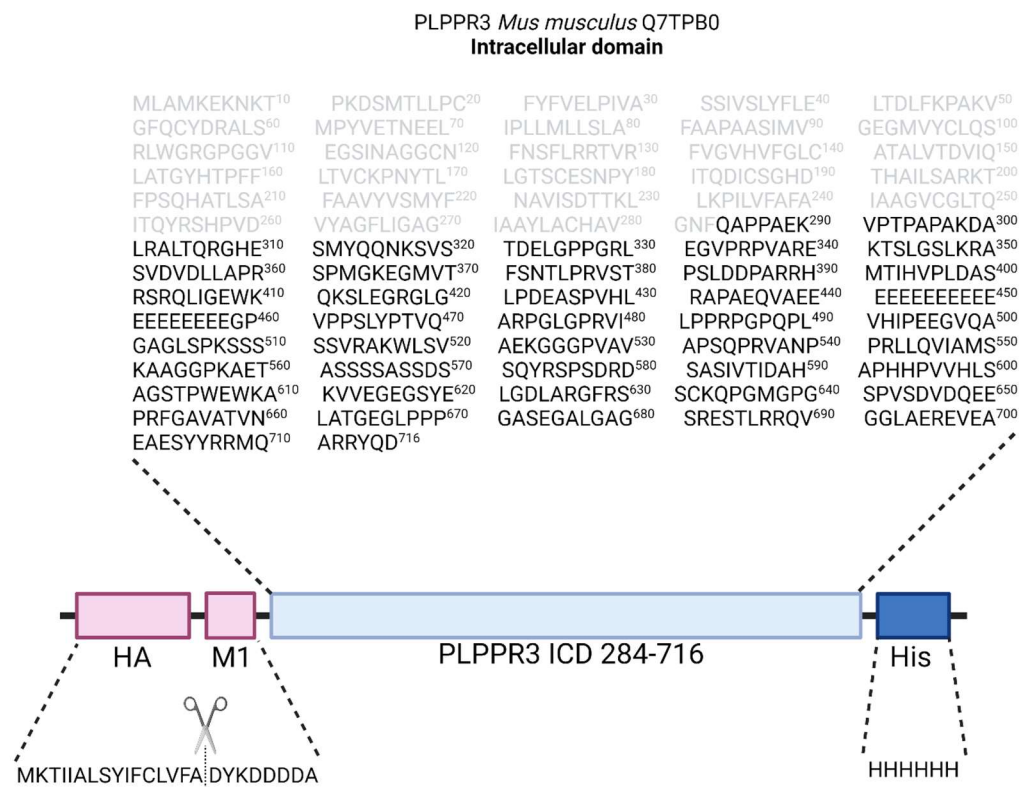 PLPPR3 Mus musculus Q7TPB0
Intracellular domain
MLAMKEKNKT10 PKDSMTLLPC20 FYFVELPIVA30 SSIVSLYFLE40 LTDLFKPAKV50
GFQCYDRALS60 MPYVETNEEL70 IPLLMLLSLA80 FAAPAASIMV90 GEGMVYCLQS100
RLWGRGPGGV110 EGSINAGGCN120 FNSFLRRTVR130 FVGVHVFGLC140 ATALVTDVIQ150
LATGYHTPFF160 LTVCKPNYTL170 LGTSCESNPY180 ITQDICSGHD190 THAILSARKT200
FPSQHATLSA210 FAAVYVSMYF220 NAVISDTTKL230 LKPILVFAFA240 IAAGVCGLTQ250
ITQYRSHPVD260 VYAGFLIGAG270 IAAYLACHAV280 GNFQAPPAEK290 VPTPAPAKDA300
LRALTQRGHE310 SMYQQNKSVS320 TDELGPPGRL330 EGVPRPVARE340 KTSLGSLKRA350
SVDVDLLAPR360 SPMGKEGMVT370 FSNTLPRVST380 PSLDDPARRH390 MTIHVPLDAS400
RSRQLIGEWK410 QKSLEGRGLG420 LPDEASPVHL430 RAPAEQVAEE440 EEEEEEEEEE450
EEEEEEEEGP460 VPPSLYPTVQ470 ARPGLGPRVI480 LPPRPGPQPL490 VHIPEEGVQA500
GAGLSPKSSS510 SSVRAKWLSV520 AEKGGGPVAV530 APSQPRVANP540 PRLLQVIAMS550
KAAGGPKAET560 ASSSSASSDS570 SQYRSPSDRD580 SASIVTIDAH590 APHHPVVHLS600
AGSTPWEWKA610 KVVEGEGSYE620 LGDLARGFRS630 SCKQPGMGPG640 SPVSDVDQEE650
PRFGAVATVN660 LATGEGLPPP670 GASEGALGAG680 SRESTLRRQV690 GGLAEREVEA700
EAESYYRRMQ710 ARRYQD716
HA M1 PLPPR3 ICD 284-716 His
MKTIIALSYIFCLVFA DYKDDDDA HHHHHH